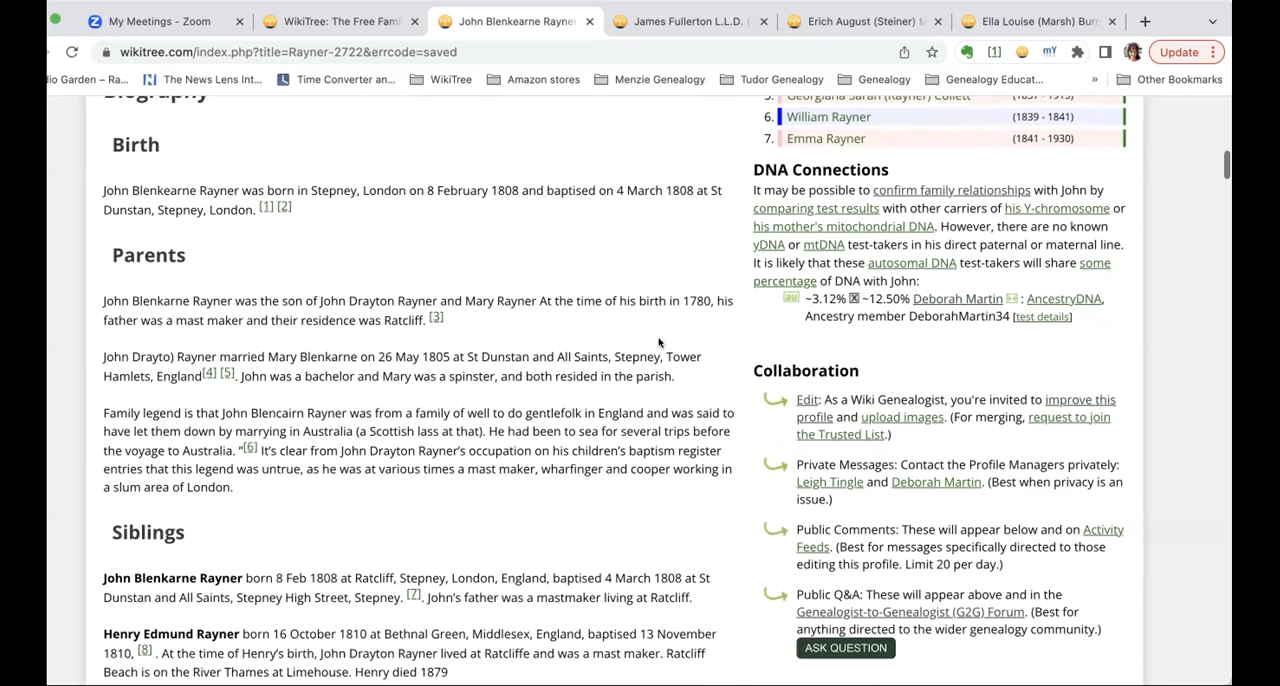 My Meetings - Zoom
WikiTree: The Free Fami
John Blenkearne Rayne
James Fullerton L.L.D. (
Erich August (Steiner) M
Ella Louise (Marsh) Bur
wikitree.com/index.php?title=Rayner-2722&errcode=saved
[1]
mY
Update
dio Garden – Ra...
The News Lens Int...
Time Converter an...
WikiTree
Amazon stores
Menzie Genealogy
Tudor Genealogy
Genealogy
Genealogy Educat...
»
Other Bookmarks
Biography
Birth
John Blenkearne Rayner was born in Stepney, London on 8 February 1808 and baptised on 4 March 1808 at St
Dunstan, Stepney, London. [1] [2]
Parents
John Blenkarne Rayner was the son of John Drayton Rayner and Mary Rayner At the time of his birth in 1780, his
father was a mast maker and their residence was Ratcliff. [3]
John Drayto) Rayner married Mary Blenkarne on 26 May 1805 at St Dunstan and All Saints, Stepney, Tower
Hamlets, England[4] [5]. John was a bachelor and Mary was a spinster, and both resided in the parish.
Family legend is that John Blencairn Rayner was from a family of well to do gentlefolk in England and was said to
have let them down by marrying in Australia (a Scottish lass at that). He had been to sea for several trips before
the voyage to Australia. “[6] It’s clear from John Drayton Rayner’s occupation on his children’s baptism register
entries that this legend was untrue, as he was at various times a mast maker, wharfinger and cooper working in
a slum area of London.
Siblings
John Blenkarne Rayner born 8 Feb 1808 at Ratcliff, Stepney, London, England, baptised 4 March 1808 at St
Dunstan and All Saints, Stepney High Street, Stepney. [7]. John’s father was a mastmaker living at Ratcliff.
Henry Edmund Rayner born 16 October 1810 at Bethnal Green, Middlesex, England, baptised 13 November
1810, [8] . At the time of Henry’s birth, John Drayton Rayner lived at Ratcliffe and was a mast maker. Ratcliff
Beach is on the River Thames at Limehouse. Henry died 1879
5. Georgiana Sarah (Rayner) Collett (1837 - 1915)
6. William Rayner (1839 - 1841)
7. Emma Rayner (1841 - 1930)
DNA Connections
It may be possible to confirm family relationships with John by
comparing test results with other carriers of his Y-chromosome or
his mother's mitochondrial DNA. However, there are no known
yDNA or mtDNA test-takers in his direct paternal or maternal line.
It is likely that these autosomal DNA test-takers will share some
percentage of DNA with John:
au ~3.12% X ~12.50% Deborah Martin : AncestryDNA,
Ancestry member DeborahMartin34 [test details]
Collaboration
Edit: As a Wiki Genealogist, you're invited to improve this
profile and upload images. (For merging, request to join
the Trusted List.)
Private Messages: Contact the Profile Managers privately:
Leigh Tingle and Deborah Martin. (Best when privacy is an
issue.)
Public Comments: These will appear below and on Activity
Feeds. (Best for messages specifically directed to those
editing this profile. Limit 20 per day.)
Public Q&A: These will appear above and in the
Genealogist-to-Genealogist (G2G) Forum. (Best for
anything directed to the wider genealogy community.)
ASK QUESTION